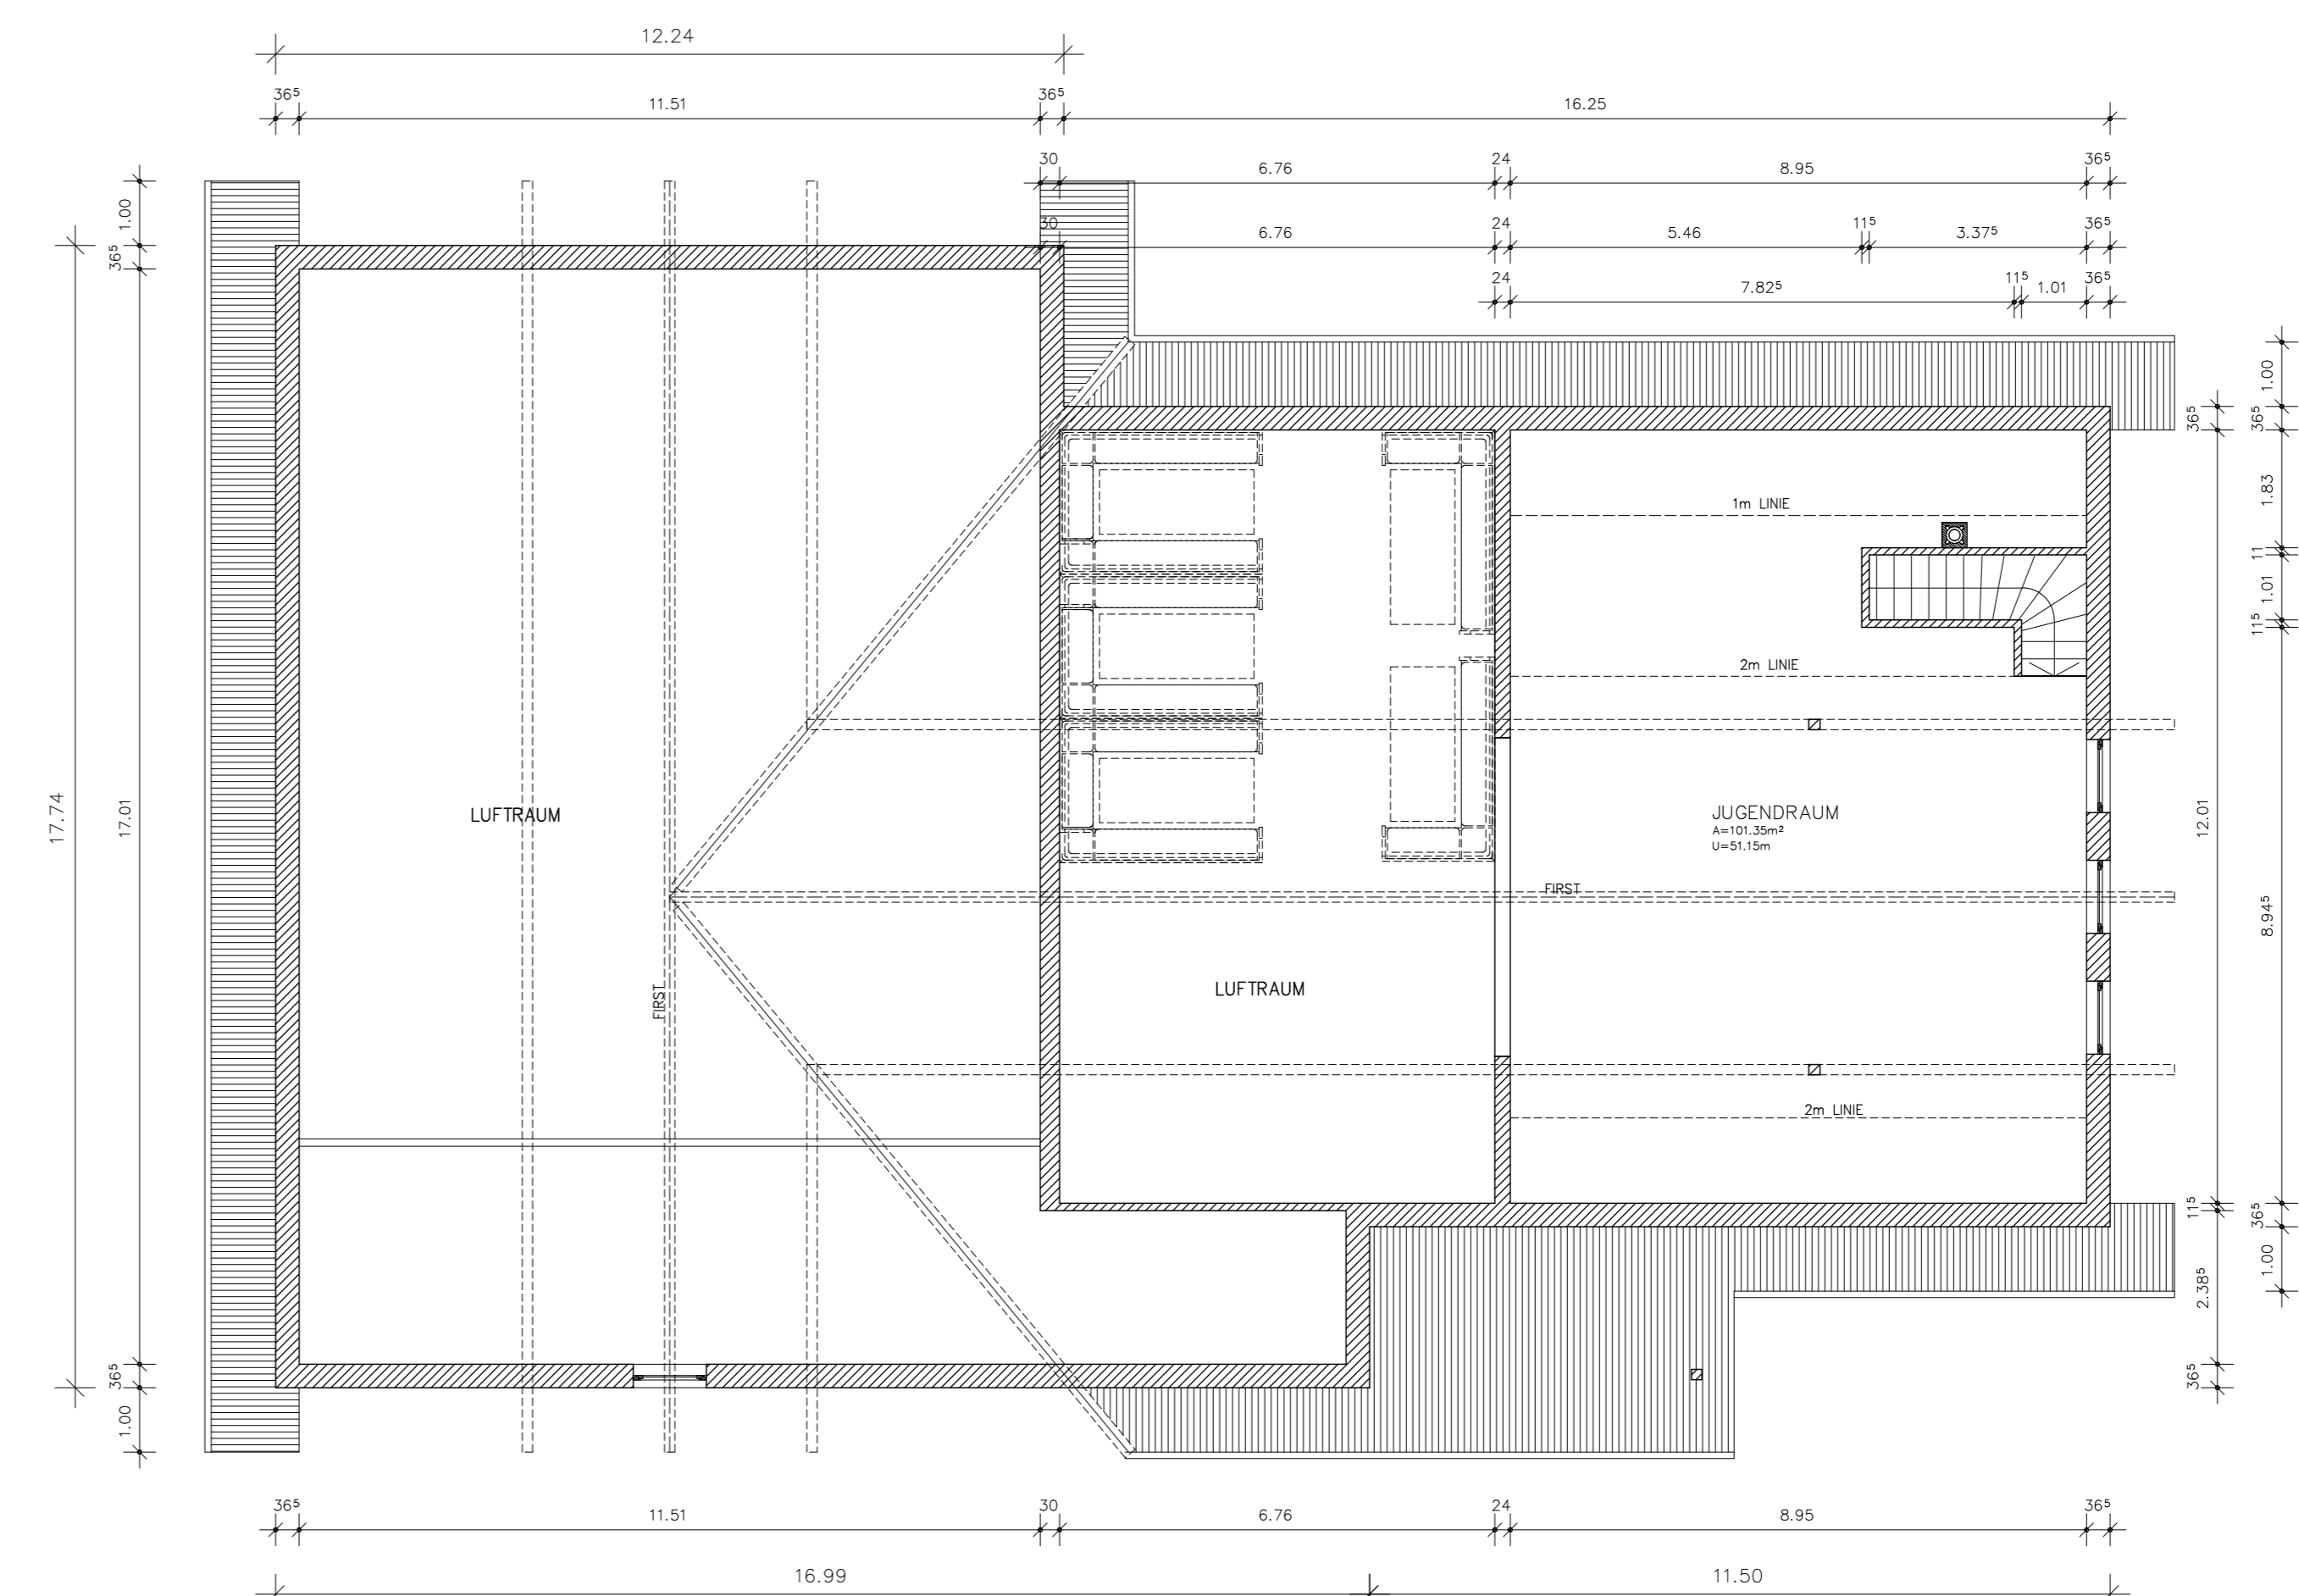 12.24
36⁵ 11.51 36⁵ 16.25
30 6.76 24 8.95 36⁵
30 6.76 24 5.46 11⁵ 3.37⁵ 36⁵
24 7.82⁵ 11⁵ 1.01 36⁵
1.00
36⁵
17.01
17.74
36⁵
1.00
36⁵
12.01
11⁵
2.38⁵
36⁵
1.00
36⁵
1.83
11
1.01
11⁵
8.94⁵
36⁵
1.00
1m LINIE
2m LINIE
LUFTRAUM
JUGENDRAUM
A=101.35m²
U=51.15m
FIRST
FIRST
LUFTRAUM
2m LINIE
36⁵ 11.51 30 6.76 24 8.95 36⁵
16.99 11.50